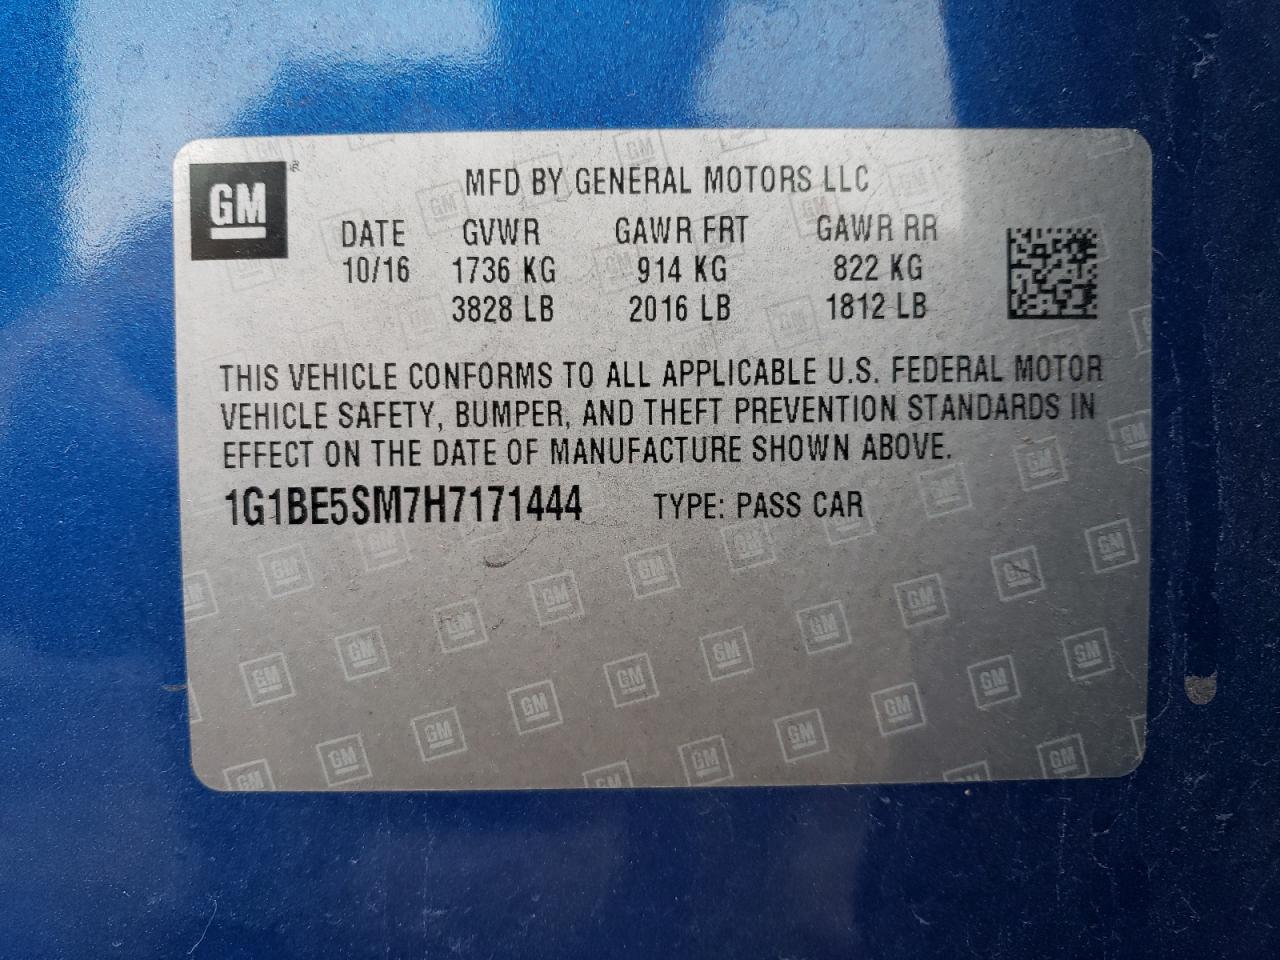 GM
MFD BY GENERAL MOTORS LLC
DATE GVWR GAWR FRT GAWR RR
10/16 1736 KG 914 KG 822 KG
3828 LB 2016 LB 1812 LB
THIS VEHICLE CONFORMS TO ALL APPLICABLE U.S. FEDERAL MOTOR
VEHICLE SAFETY, BUMPER, AND THEFT PREVENTION STANDARDS IN
EFFECT ON THE DATE OF MANUFACTURE SHOWN ABOVE.
1G1BE5SM7H7171444 TYPE: PASS CAR